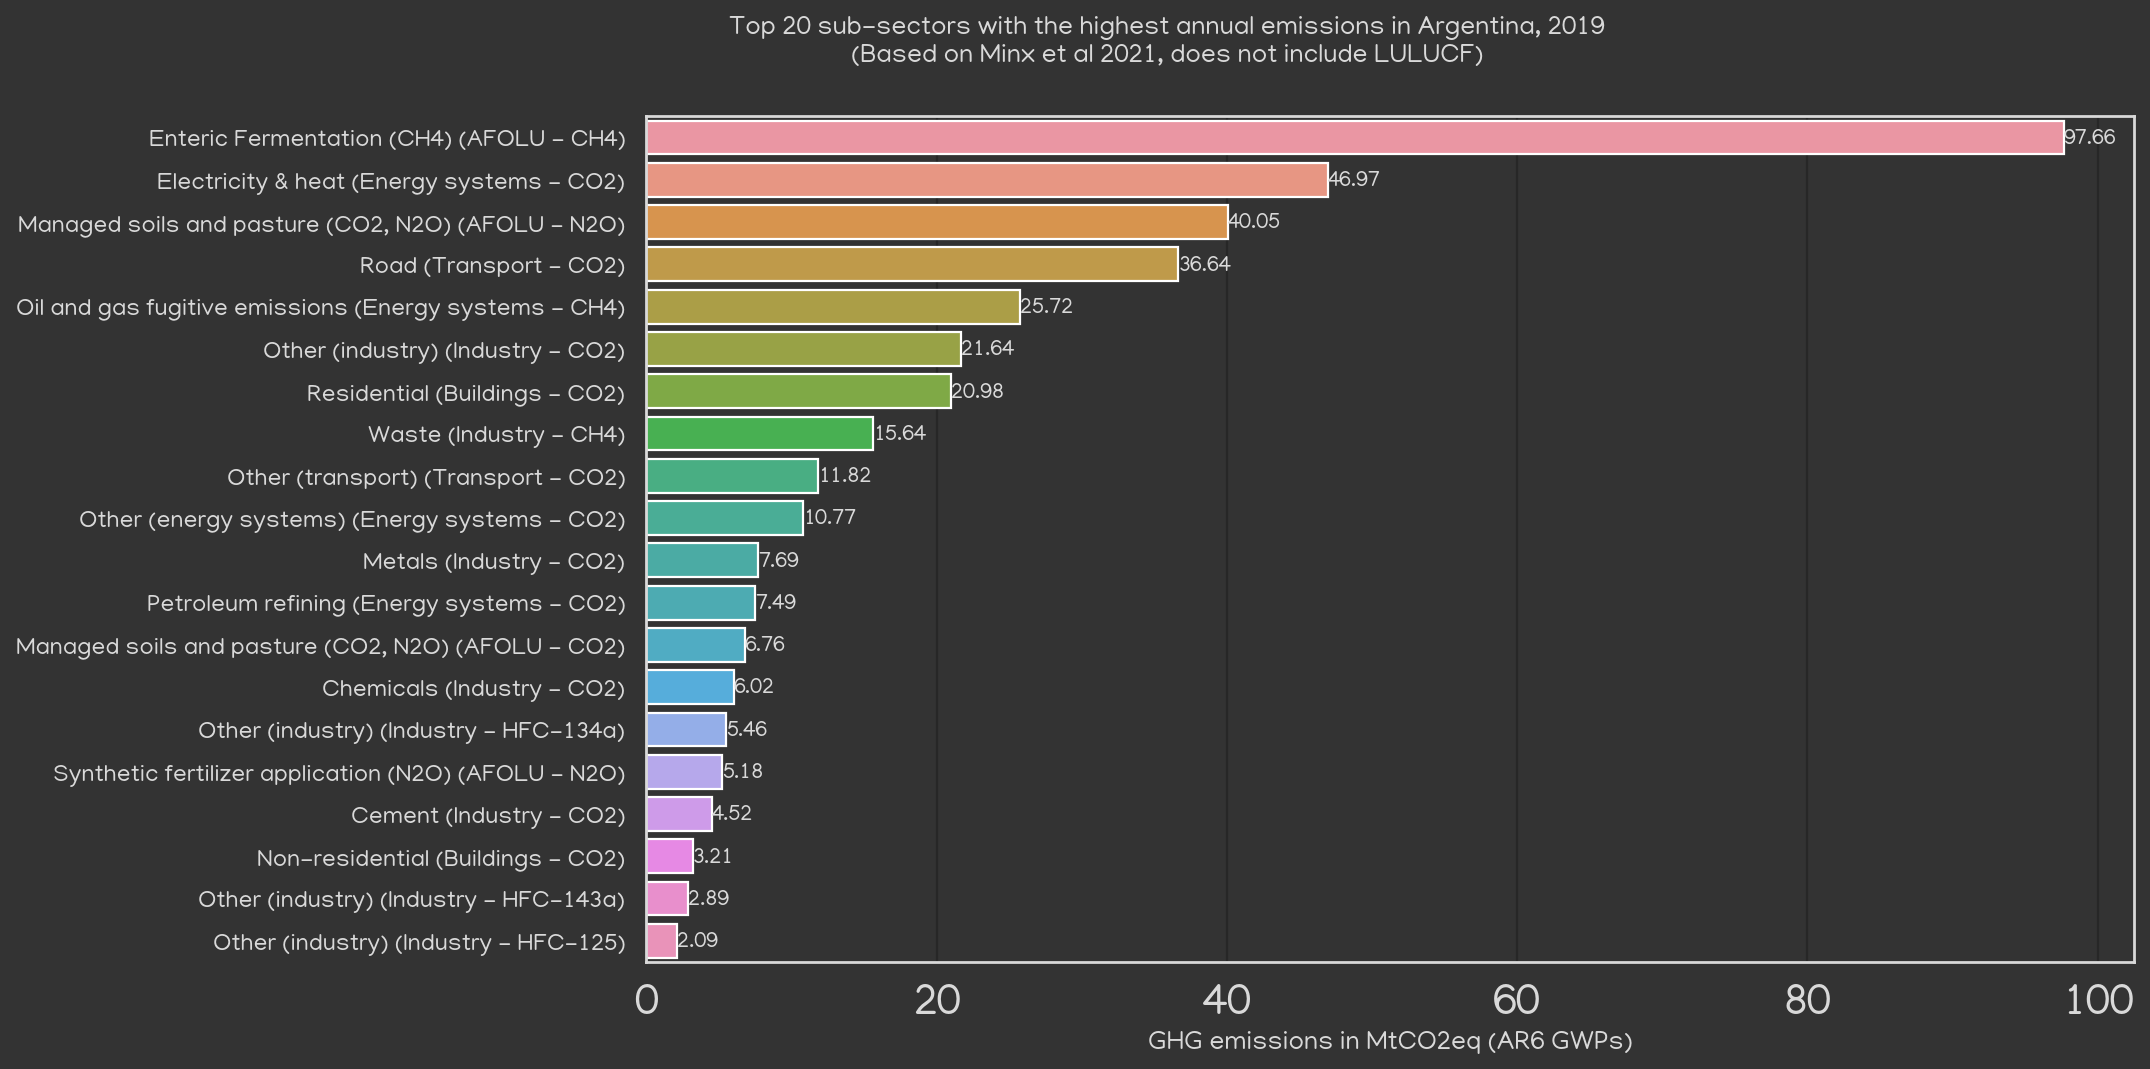 Top 20 sub-sectors with the highest annual emissions in Argentina, 2019
(Based on Minx et al 2021, does not include LULUCF)
Enteric Fermentation (CH4) (AFOLU - CH4) 97.66
Electricity & heat (Energy systems - CO2) 46.97
Managed soils and pasture (CO2, N2O) (AFOLU - N2O) 40.05
Road (Transport - CO2) 36.64
Oil and gas fugitive emissions (Energy systems - CH4) 25.72
Other (industry) (Industry - CO2) 21.64
Residential (Buildings - CO2) 20.98
Waste (Industry - CH4) 15.64
Other (transport) (Transport - CO2) 11.82
Other (energy systems) (Energy systems - CO2) 10.77
Metals (Industry - CO2) 7.69
Petroleum refining (Energy systems - CO2) 7.49
Managed soils and pasture (CO2, N2O) (AFOLU - CO2) 6.76
Chemicals (Industry - CO2) 6.02
Other (industry) (Industry - HFC-134a) 5.46
Synthetic fertilizer application (N2O) (AFOLU - N2O) 5.18
Cement (Industry - CO2) 4.52
Non-residential (Buildings - CO2) 3.21
Other (industry) (Industry - HFC-143a) 2.89
Other (industry) (Industry - HFC-125) 2.09
0 20 40 60 80 100
GHG emissions in MtCO2eq (AR6 GWPs)